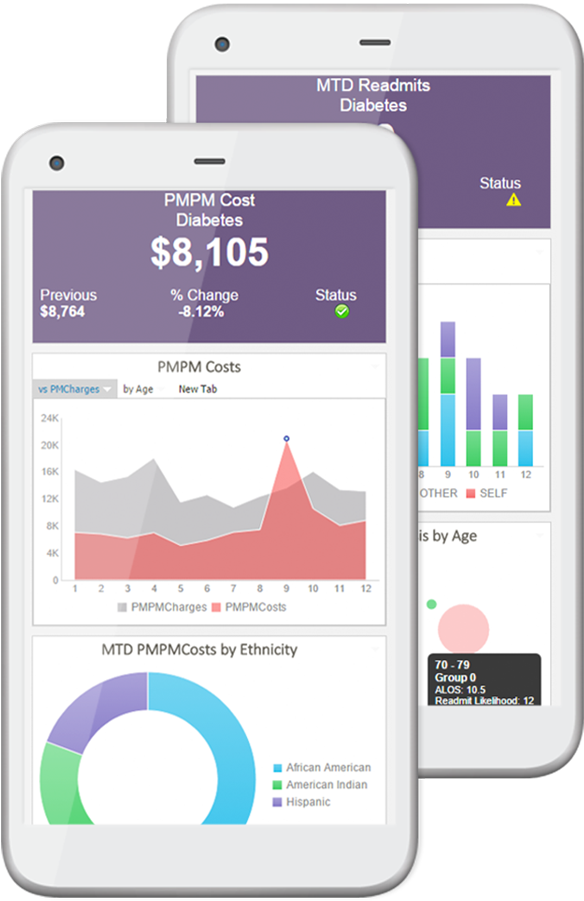 MTD Readmits
Diabetes
Status
PMPM Cost
Diabetes
$8,105
Previous
% Change
Status
$8,764
-8.12%
PMPM Costs
vs PMCharges
by Age
New Tab
24K
20K
16K
12K
8K
4K
0
1 2 3 4 5 6 7 8 9 10 11 12
PMPMCharges
PMPMCosts
MTD PMPMCosts by Ethnicity
African American
American Indian
Hispanic
8 9 10 11 12
OTHER
SELF
is by Age
70 - 79
Group 0
ALOS: 10.5
Readmit Likelihood: 12